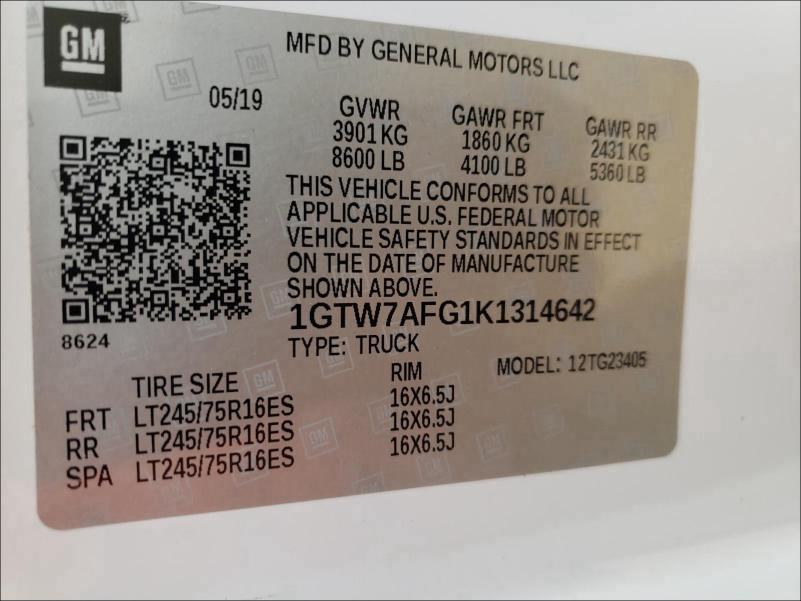 GM
MFD BY GENERAL MOTORS LLC
05/19
GVWR
3901 KG
8600 LB
GAWR FRT
1860 KG
4100 LB
GAWR RR
2431 KG
5360 LB
THIS VEHICLE CONFORMS TO ALL
APPLICABLE U.S. FEDERAL MOTOR
VEHICLE SAFETY STANDARDS IN EFFECT
ON THE DATE OF MANUFACTURE
SHOWN ABOVE.
1GTW7AFG1K1314642
8624
TYPE: TRUCK
MODEL: 12TG23405
TIRE SIZE RIM
FRT LT245/75R16ES 16X6.5J
RR LT245/75R16ES 16X6.5J
SPA LT245/75R16ES 16X6.5J